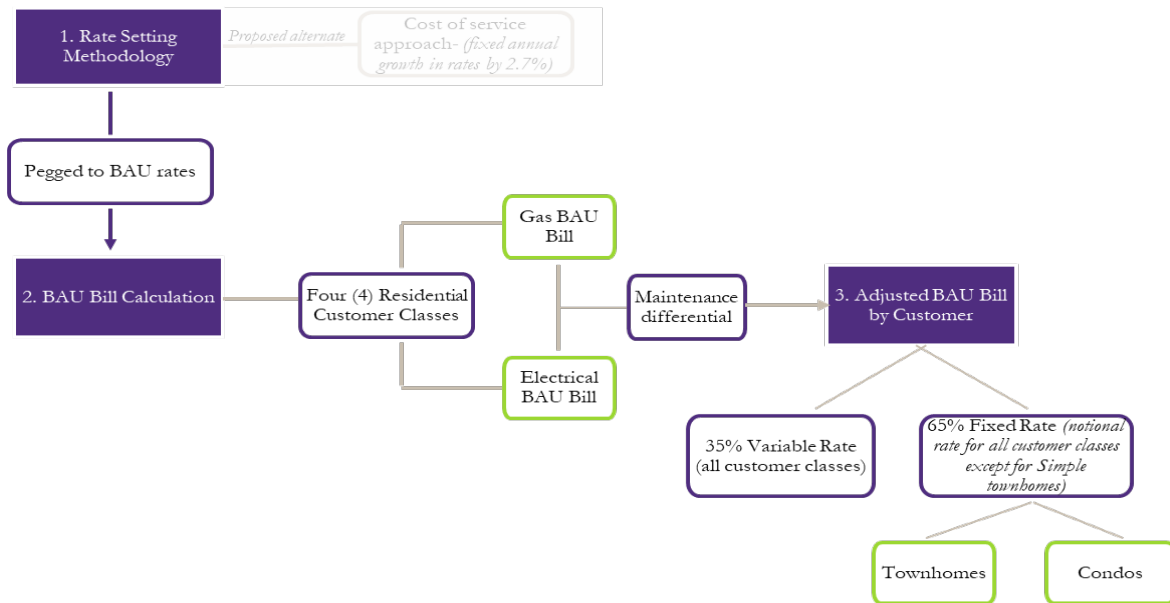 1. Rate Setting
Methodology
Proposed alternate
Cost of service
approach- (fixed annual
growth in rates by 2.7%)
Pegged to BAU rates
2. BAU Bill Calculation
Four (4) Residential
Customer Classes
Gas BAU
Bill
Electrical
BAU Bill
Maintenance
differential
3. Adjusted BAU Bill
by Customer
35% Variable Rate
(all customer classes)
65% Fixed Rate (notional
rate for all customer classes
except for Simple
townhomes)
Townhomes
Condos